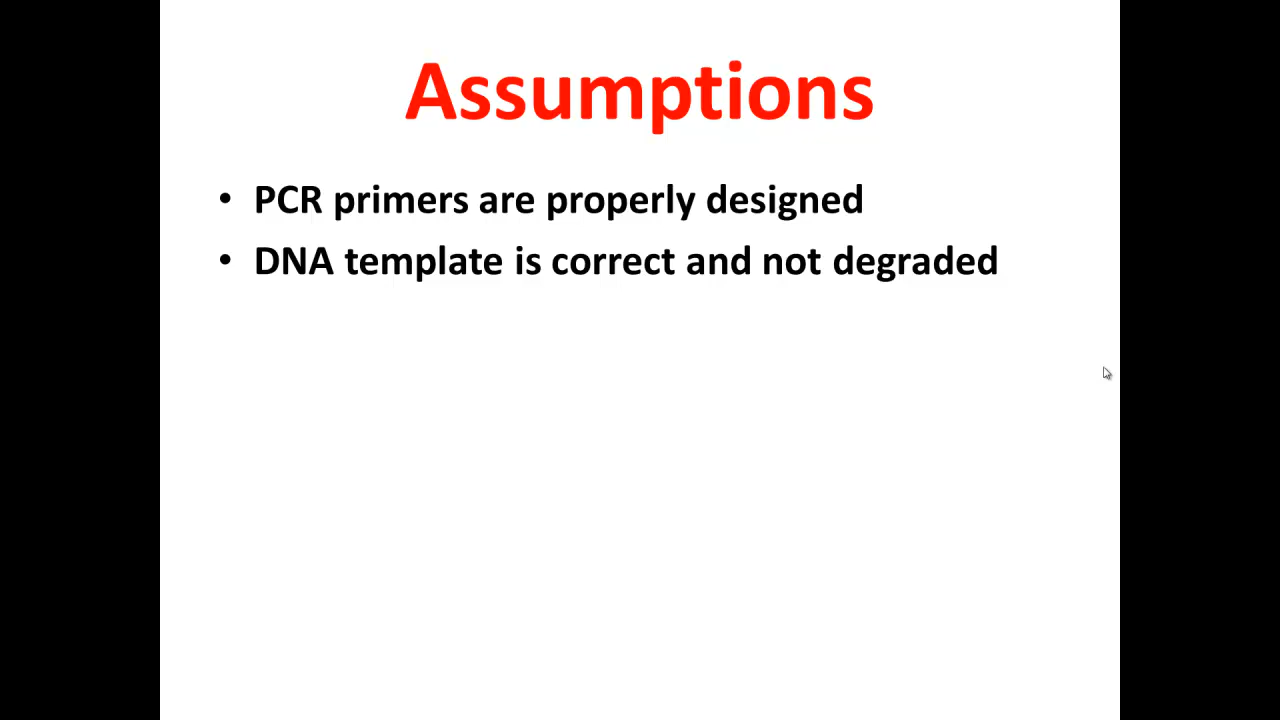 Assumptions
• PCR primers are properly designed
• DNA template is correct and not degraded